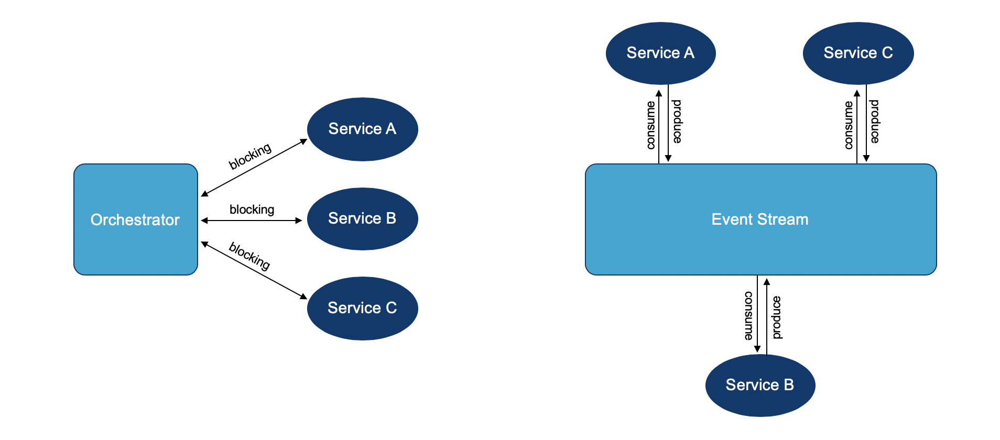 Service A
blocking
Orchestrator
blocking
Service B
blocking
Service C
Service A
Service C
consume
produce
consume
produce
Event Stream
consume
produce
Service B